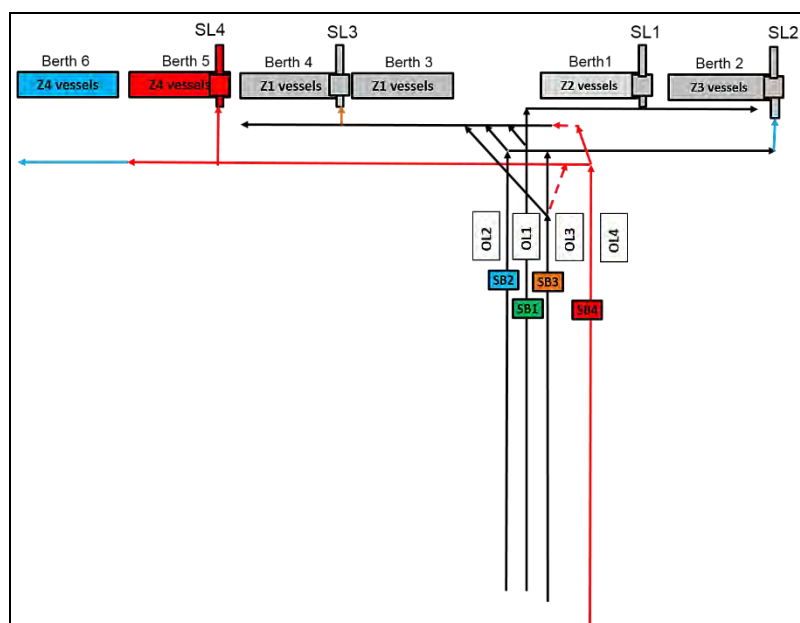 SL4
SL3
SL1
SL2
Berth 6
Berth 5
Berth 4
Berth 3
Berth1
Berth 2
Z4 vessels
Z4 vessels
Z1 vessels
Z1 vessels
Z2 vessels
Z3 vessels
OL2
OL1
OL3
OL4
SB2
SB3
SB1
SB4